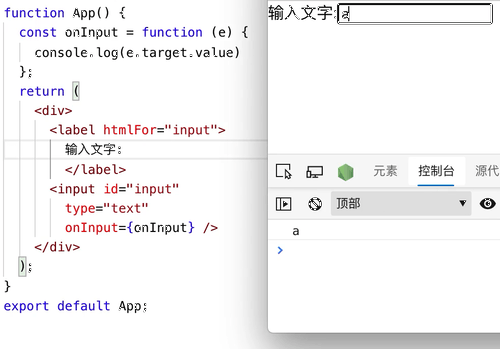 function App() {
const onInput = function (e) {
console.log(e.target.value)
};
return (
<div>
<label htmlFor="input">
输入文字:
</label>
<input id="input"
type="text"
onInput={onInput} />
</div>
);
}
export default App;
输入文字:a
元素 控制台 源代
顶部
a